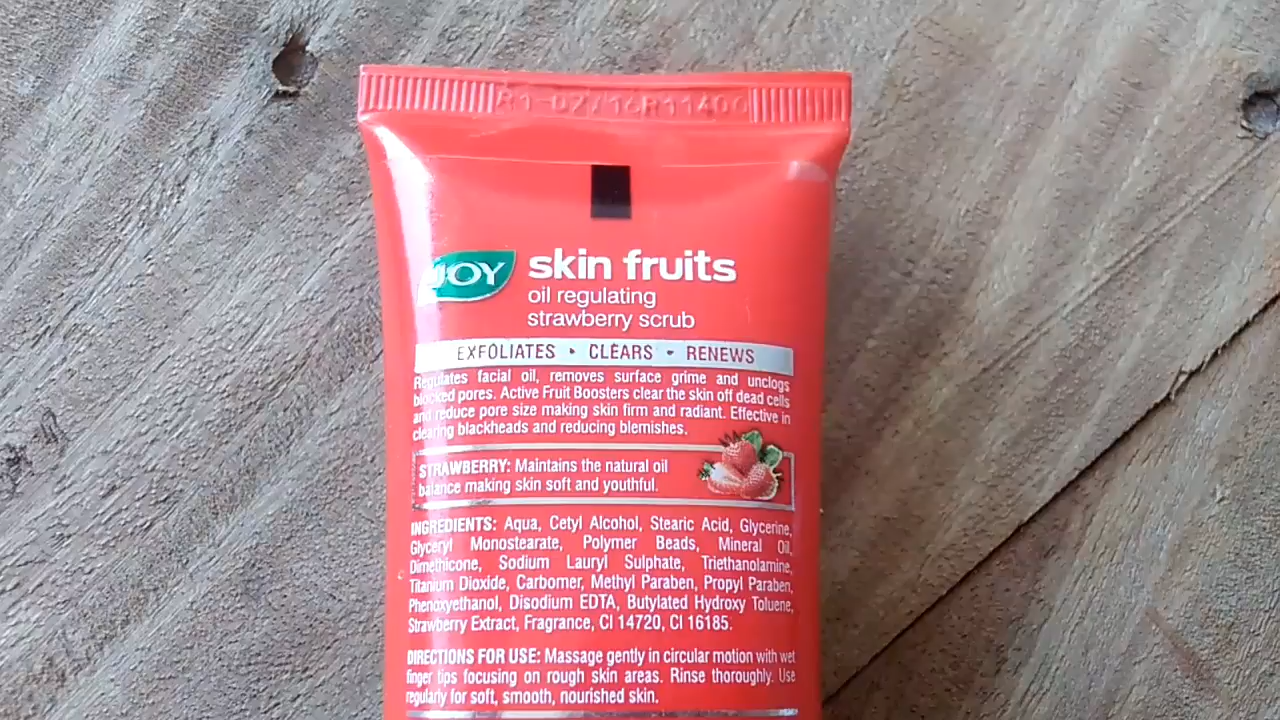 R1-02/16R11400
JOY
skin fruits
oil regulating
strawberry scrub
EXFOLIATES • CLEARS • RENEWS
Regulates facial oil, removes surface grime and unclogs
blocked pores. Active Fruit Boosters clear the skin off dead cells
and reduce pore size making skin firm and radiant. Effective in
clearing blackheads and reducing blemishes.
STRAWBERRY: Maintains the natural oil
balance making skin soft and youthful.
INGREDIENTS: Aqua, Cetyl Alcohol, Stearic Acid, Glycerine,
Glyceryl Monostearate, Polymer Beads, Mineral Oil,
Dimethicone, Sodium Lauryl Sulphate, Triethanolamine,
Titanium Dioxide, Carbomer, Methyl Paraben, Propyl Paraben,
Phenoxyethanol, Disodium EDTA, Butylated Hydroxy Toluene,
Strawberry Extract, Fragrance, CI 14720, CI 16185.
DIRECTIONS FOR USE: Massage gently in circular motion with wet
finger tips focusing on rough skin areas. Rinse thoroughly. Use
regularly for soft, smooth, nourished skin.